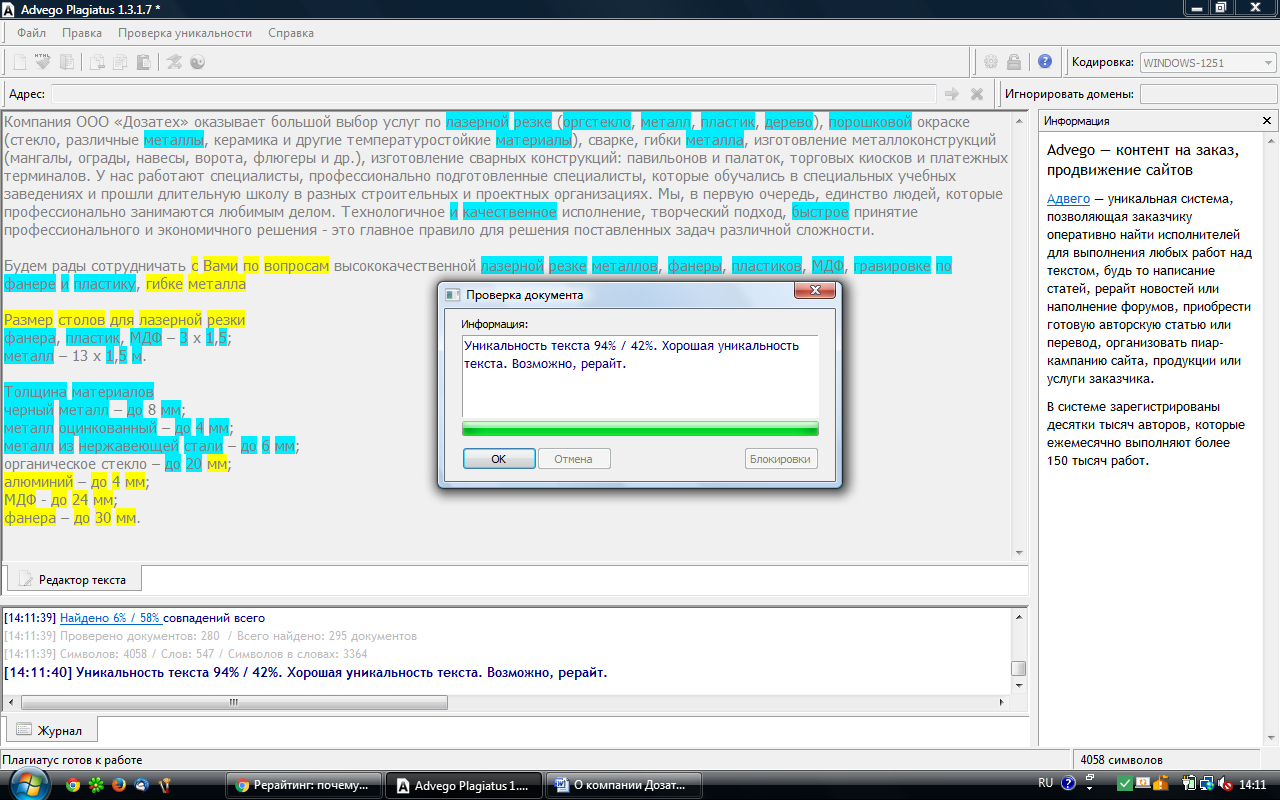 Advego Plagiatus 1.3.1.7 *
Файл Правка Проверка уникальности Справка
HTML Кодировка: WINDOWS-1251
Адрес: Игнорировать домены:
Компания ООО «Дозатех» оказывает большой выбор услуг по лазерной резке (оргстекло, металл, пластик, дерево), порошковой окраске
(стекло, различные металлы, керамика и другие температуростойкие материалы), сварке, гибки металла, изготовление металлоконструкций
(мангалы, ограды, навесы, ворота, флюгеры и др.), изготовление сварных конструкций: павильонов и палаток, торговых киосков и платежных
терминалов. У нас работают специалисты, профессионально подготовленные специалисты, которые обучались в специальных учебных
заведениях и прошли длительную школу в разных строительных и проектных организациях. Мы, в первую очередь, единство людей, которые
профессионально занимаются любимым делом. Технологичное и качественное исполнение, творческий подход, быстрое принятие
профессионального и экономичного решения - это главное правило для решения поставленных задач различной сложности.
Будем рады сотрудничать с Вами по вопросам высококачественной лазерной резке металлов, фанеры, пластиков, МДФ, гравировке по
фанере и пластику, гибке металла
Размер столов для лазерной резки
фанера, пластик, МДФ – 3 х 1,5;
металл – 13 х 1,5 м.
Толщина материалов
черный металл – до 8 мм;
металл оцинкованный – до 4 мм;
металл из нержавеющей стали – до 6 мм;
органическое стекло – до 20 мм;
алюминий – до 4 мм;
МДФ - до 24 мм;
фанера – до 30 мм.
Редактор текста
Проверка документа
Информация:
Уникальность текста 94% / 42%. Хорошая уникальность
текста. Возможно, рерайт.
ОК Отмена Блокировки
Информация
Advego — контент на заказ,
продвижение сайтов
Адвего — уникальная система,
позволяющая заказчику
оперативно найти исполнителей
для выполнения любых работ над
текстом, будь то написание
статей, рерайт новостей или
наполнение форумов, приобрести
готовую авторскую статью или
перевод, организовать пиар-
кампанию сайта, продукции или
услуги заказчика.
В системе зарегистрированы
десятки тысяч авторов, которые
ежемесячно выполняют более
150 тысяч работ.
[14:11:39] Найдено 6% / 58% совпадений всего
[14:11:39] Проверено документов: 280 / Всего найдено: 295 документов
[14:11:39] Символов: 4058 / Слов: 547 / Символов в словах: 3364
[14:11:40] Уникальность текста 94% / 42%. Хорошая уникальность текста. Возможно, рерайт.
Журнал
Плагиатус готов к работе 4058 символов
Рерайтинг: почему... Advego Plagiatus 1.... О компании Дозат... RU 14:11